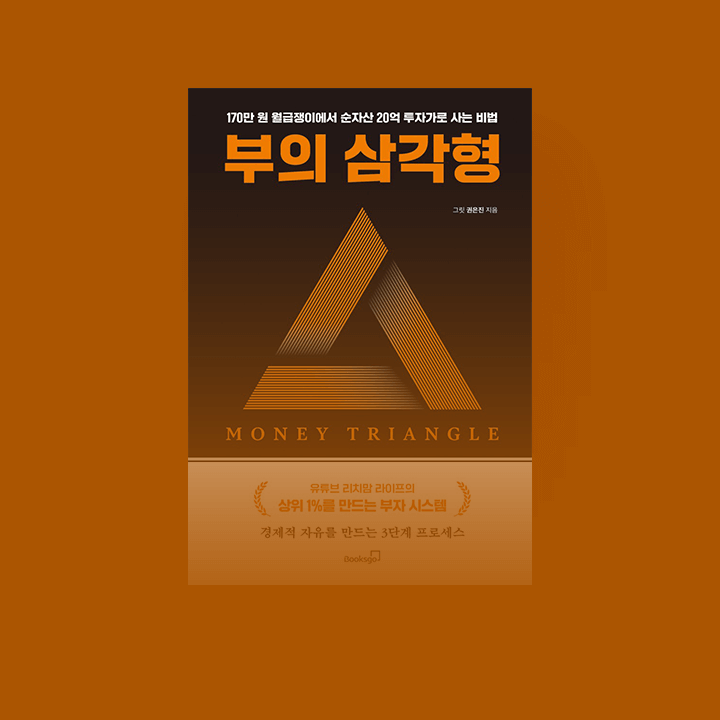 170만 원 월급쟁이에서 순자산 20억 투자가로 사는 비법
부의 삼각형
그릿 권은진 지음
MONEY TRIANGLE
유튜브 리치맘 라이프의
상위 1%를 만드는 부자 시스템
경제적 자유를 만드는 3단계 프로세스
Booksgo